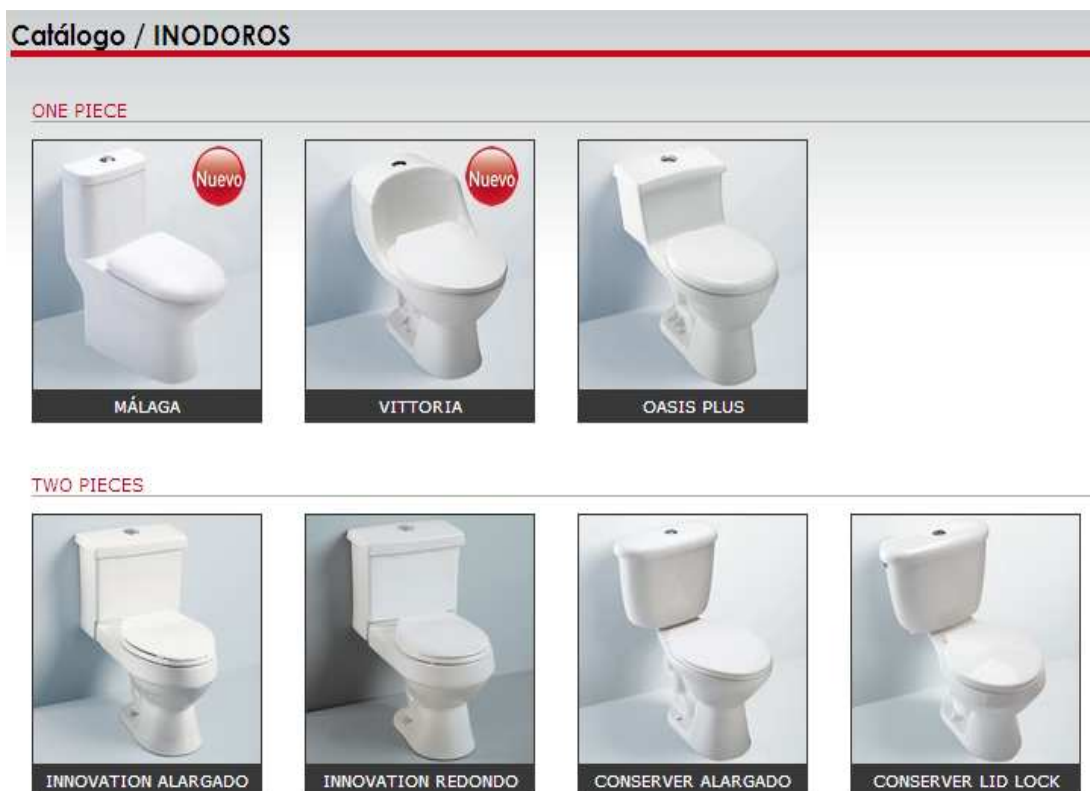 Catálogo / INODOROS
ONE PIECE
Nuevo
Nuevo
MÁLAGA
VITTORIA
OASIS PLUS
TWO PIECES
INNOVATION ALARGADO
INNOVATION REDONDO
CONSERVER ALARGADO
CONSERVER LID LOCK